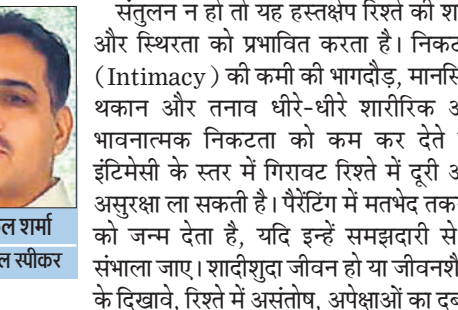 संतुलन न हो तो यह हस्तक्षेप रिश्ते की शा
और स्थिरता को प्रभावित करता है। निकट
(Intimacy) की कमी की भागदौड़, मानसि
थकान और तनाव धीरे-धीरे शारीरिक अ
भावनात्मक निकटता को कम कर देते
इंटिमेसी के स्तर में गिरावट रिश्ते में दूरी अ
असुरक्षा ला सकती है। पैरेंटिंग में मतभेद तक
को जन्म देता है, यदि इन्हें समझदारी से
संभाला जाए। शादीशुदा जीवन हो या जीवनशै
के दिखावे, रिश्ते में असंतोष, अपेक्षाओं का दब
ल शर्मा
ल स्पीकर